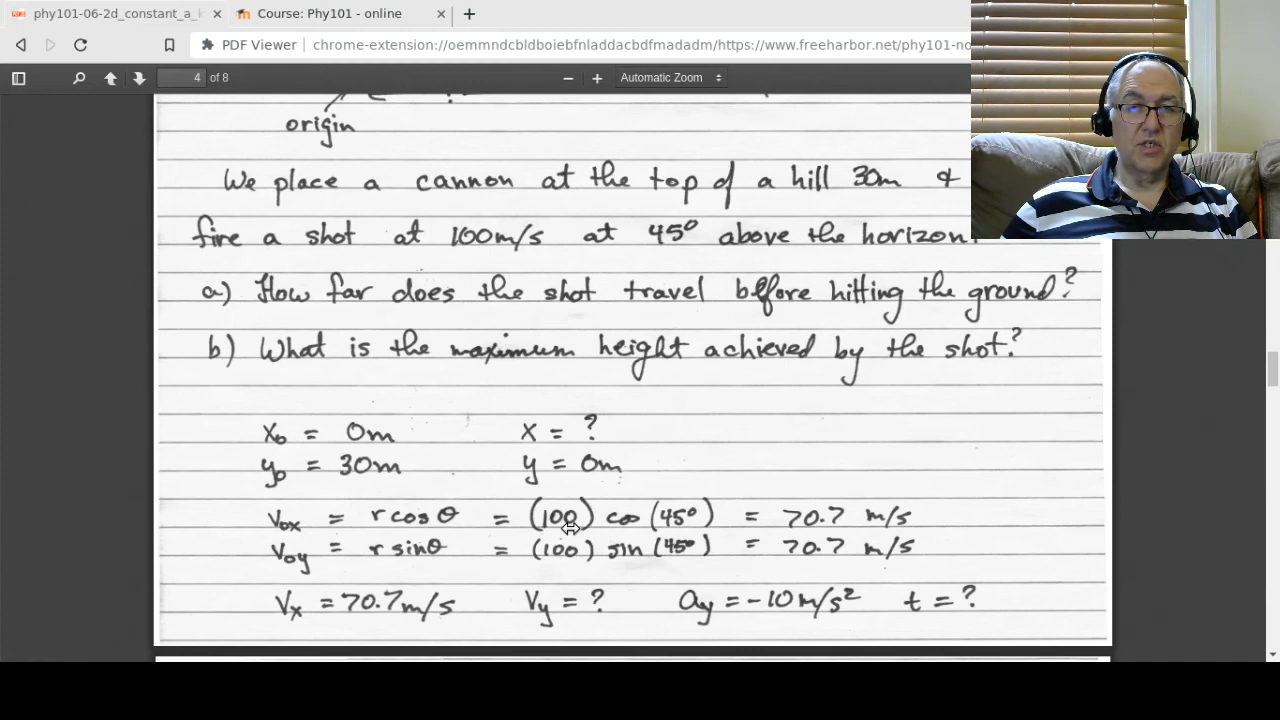 phy101-06-2d_constant_a_k
Course: Phy101 - online
PDF Viewer
chrome-extension://oemmndcbldboiebfnladdacbdfmadadm/https://www.freeharbor.net/phy101-no
4 of 8
Automatic Zoom
origin
We place a cannon at the top of a hill 30m &
fire a shot at 100m/s at 45° above the horizon.
a) How far does the shot travel before hitting the ground?
b) What is the maximum height achieved by the shot?
x₀ = 0m x = ?
y₀ = 30m y = 0m
V₀ₓ = r cos θ = (100) cos (45°) = 70.7 m/s
V₀y = r sinθ = (100) sin (45°) = 70.7 m/s
Vₓ = 70.7m/s Vy = ? ay = -10m/s² t = ?